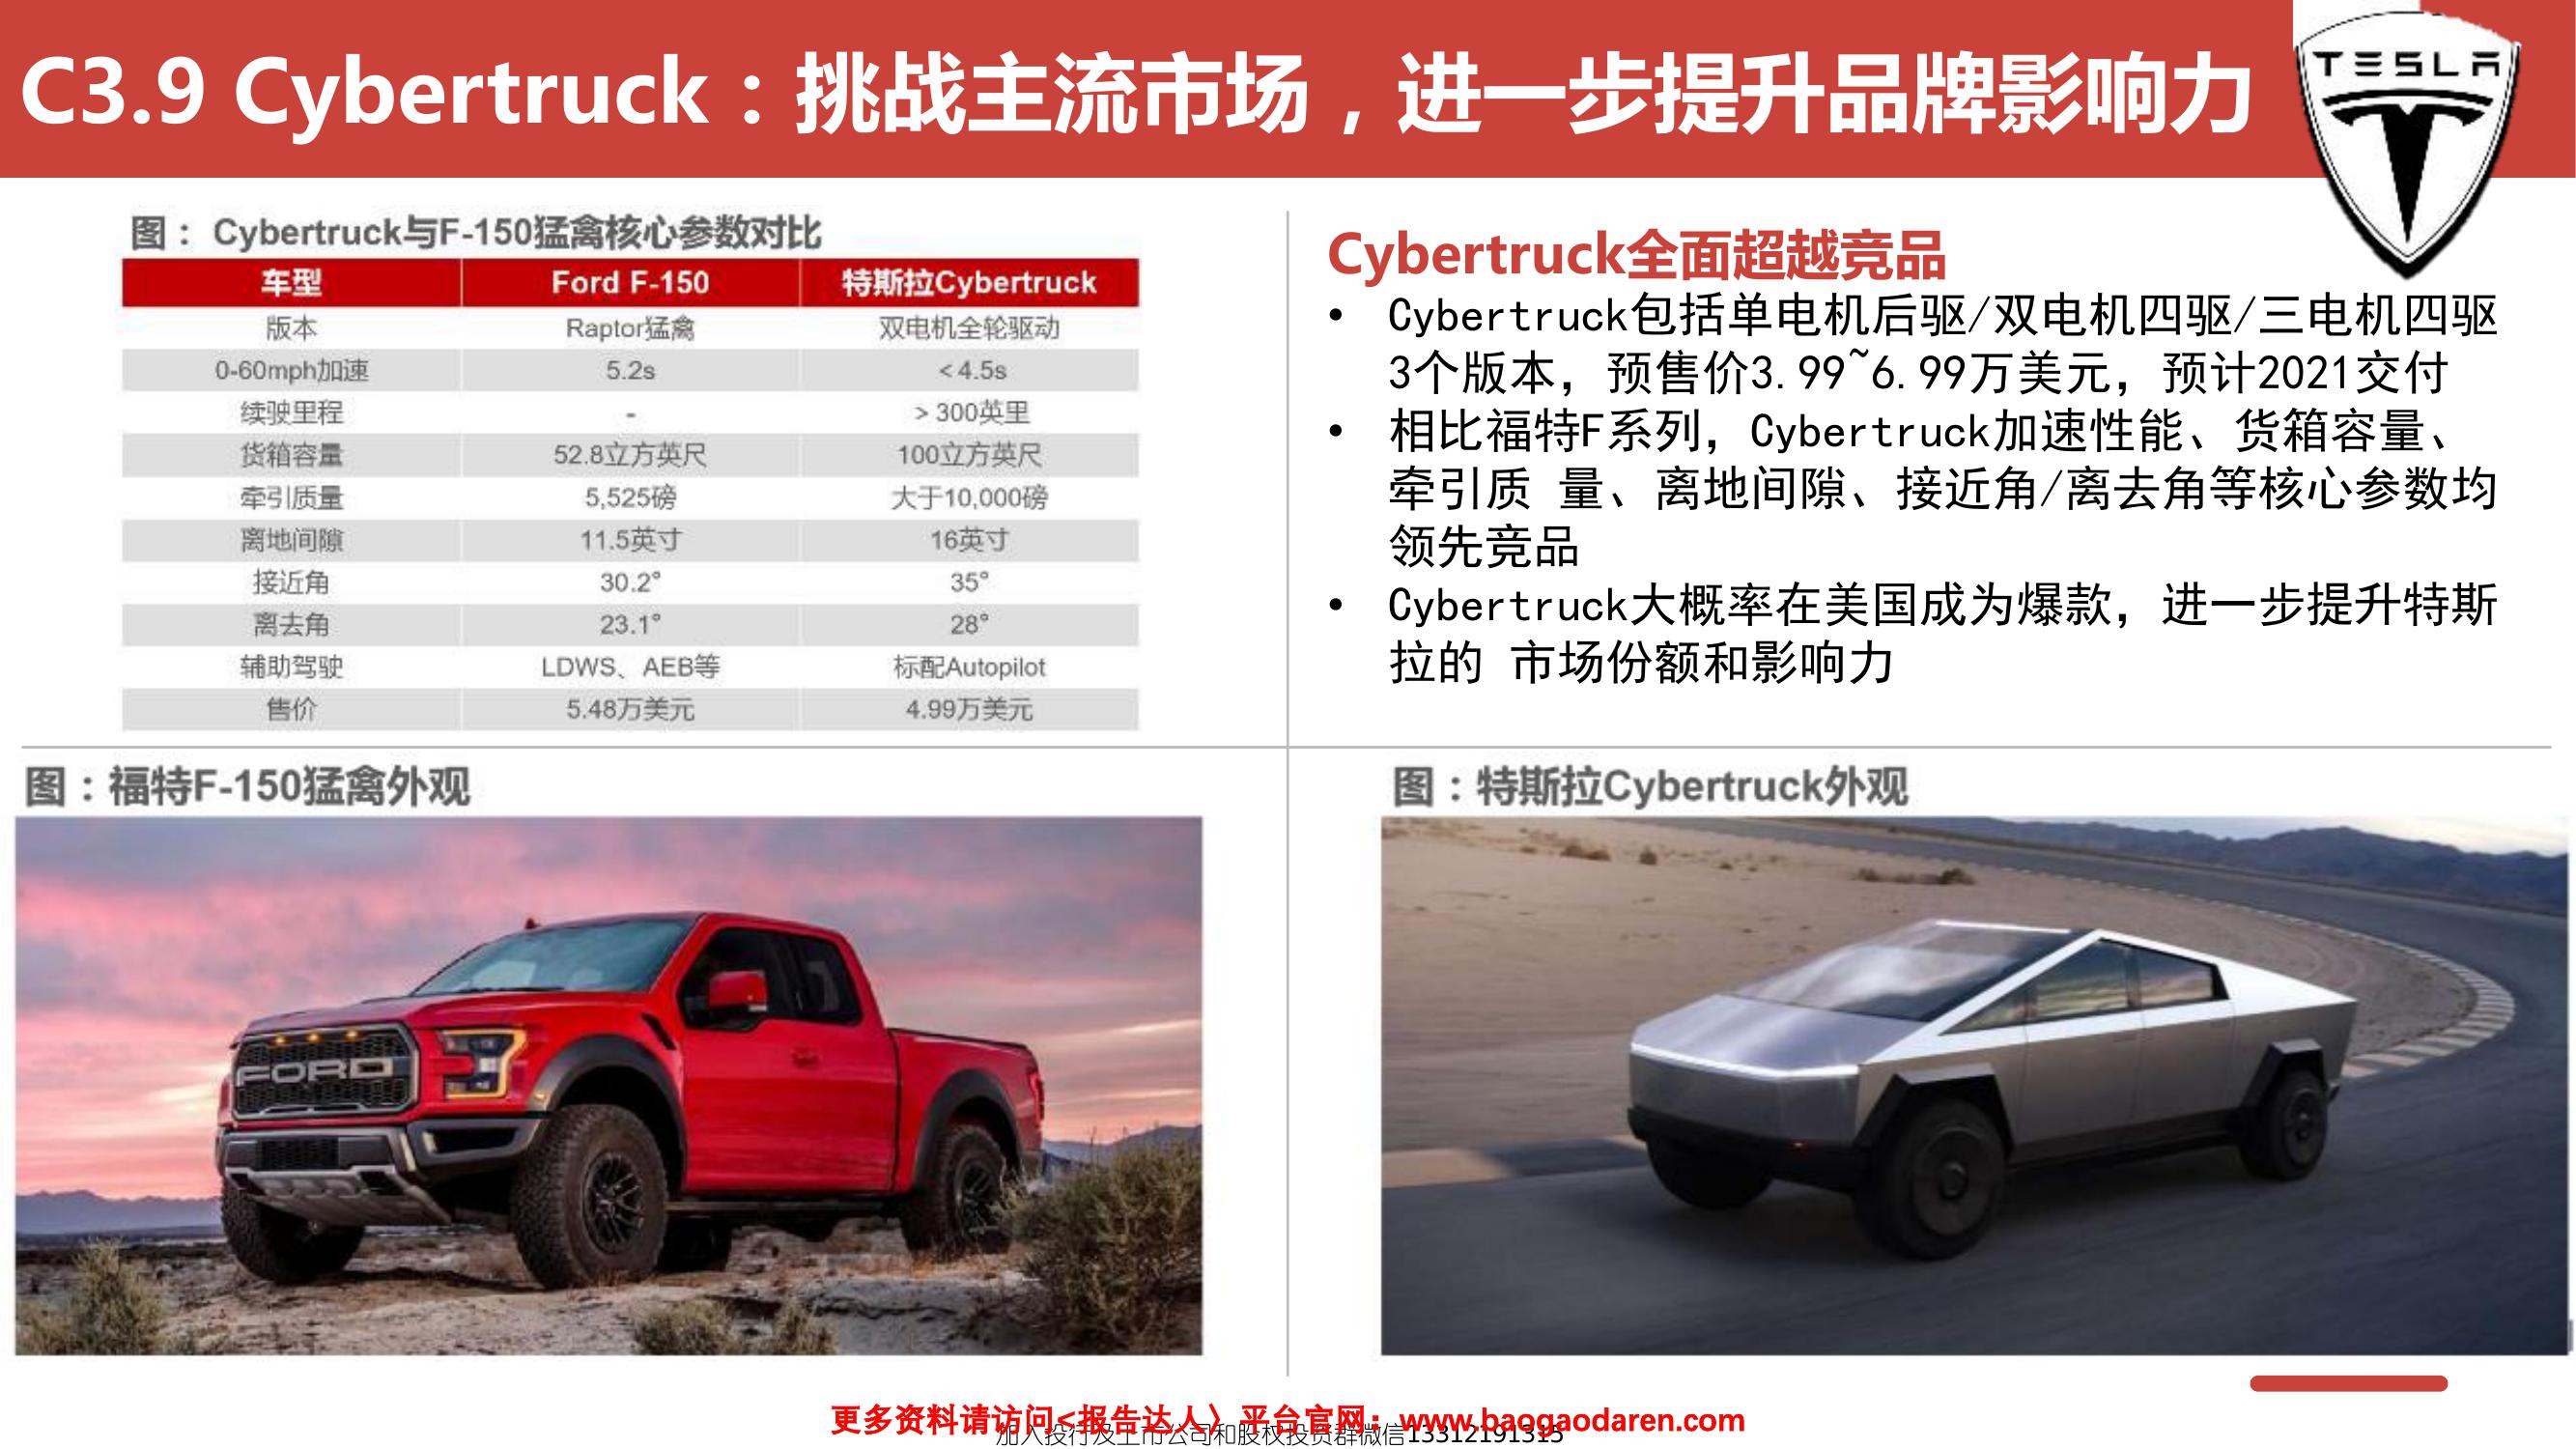 C3.9 Cybertruck：挑战主流市场，进一步提升品牌影响力
TESLA
图： Cybertruck与F-150猛禽核心参数对比
车型 Ford F-150 特斯拉Cybertruck
版本 Raptor猛禽 双电机全轮驱动
0-60mph加速 5.2s ＜4.5s
续驶里程 - ＞300英里
货箱容量 52.8立方英尺 100立方英尺
牵引质量 5,525磅 大于10,000磅
离地间隙 11.5英寸 16英寸
接近角 30.2° 35°
离去角 23.1° 28°
辅助驾驶 LDWS、AEB等 标配Autopilot
售价 5.48万美元 4.99万美元
Cybertruck全面超越竞品
• Cybertruck包括单电机后驱/双电机四驱/三电机四驱
3个版本，预售价3.99~6.99万美元，预计2021交付
• 相比福特F系列，Cybertruck加速性能、货箱容量、
牵引质 量、离地间隙、接近角/离去角等核心参数均
领先竞品
• Cybertruck大概率在美国成为爆款，进一步提升特斯
拉的 市场份额和影响力
图：福特F-150猛禽外观
FORD
图：特斯拉Cybertruck外观
更多资料请访问<报告达人〉平台官网：www.baogaodaren.com
加入投行及上市公司和股权投资群微信13312191315